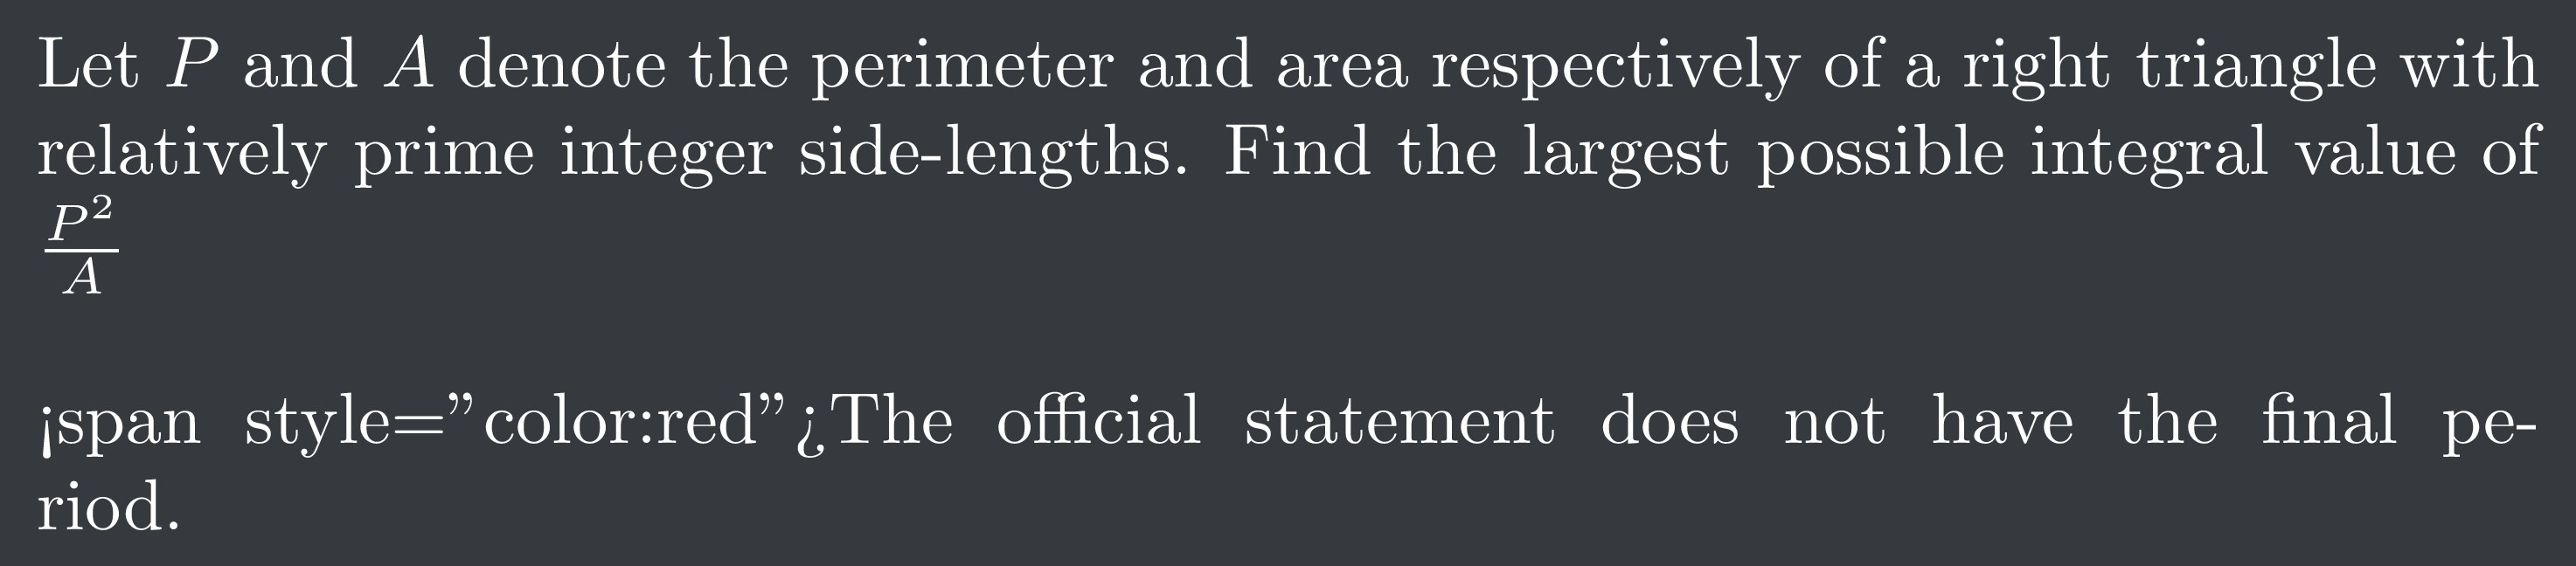 Let P and A denote the perimeter and area respectively of a right triangle with
relatively prime integer side-lengths. Find the largest possible integral value of
\frac{P^2}{A}
¡span style=”color:red”¿The official statement does not have the final pe-
riod.